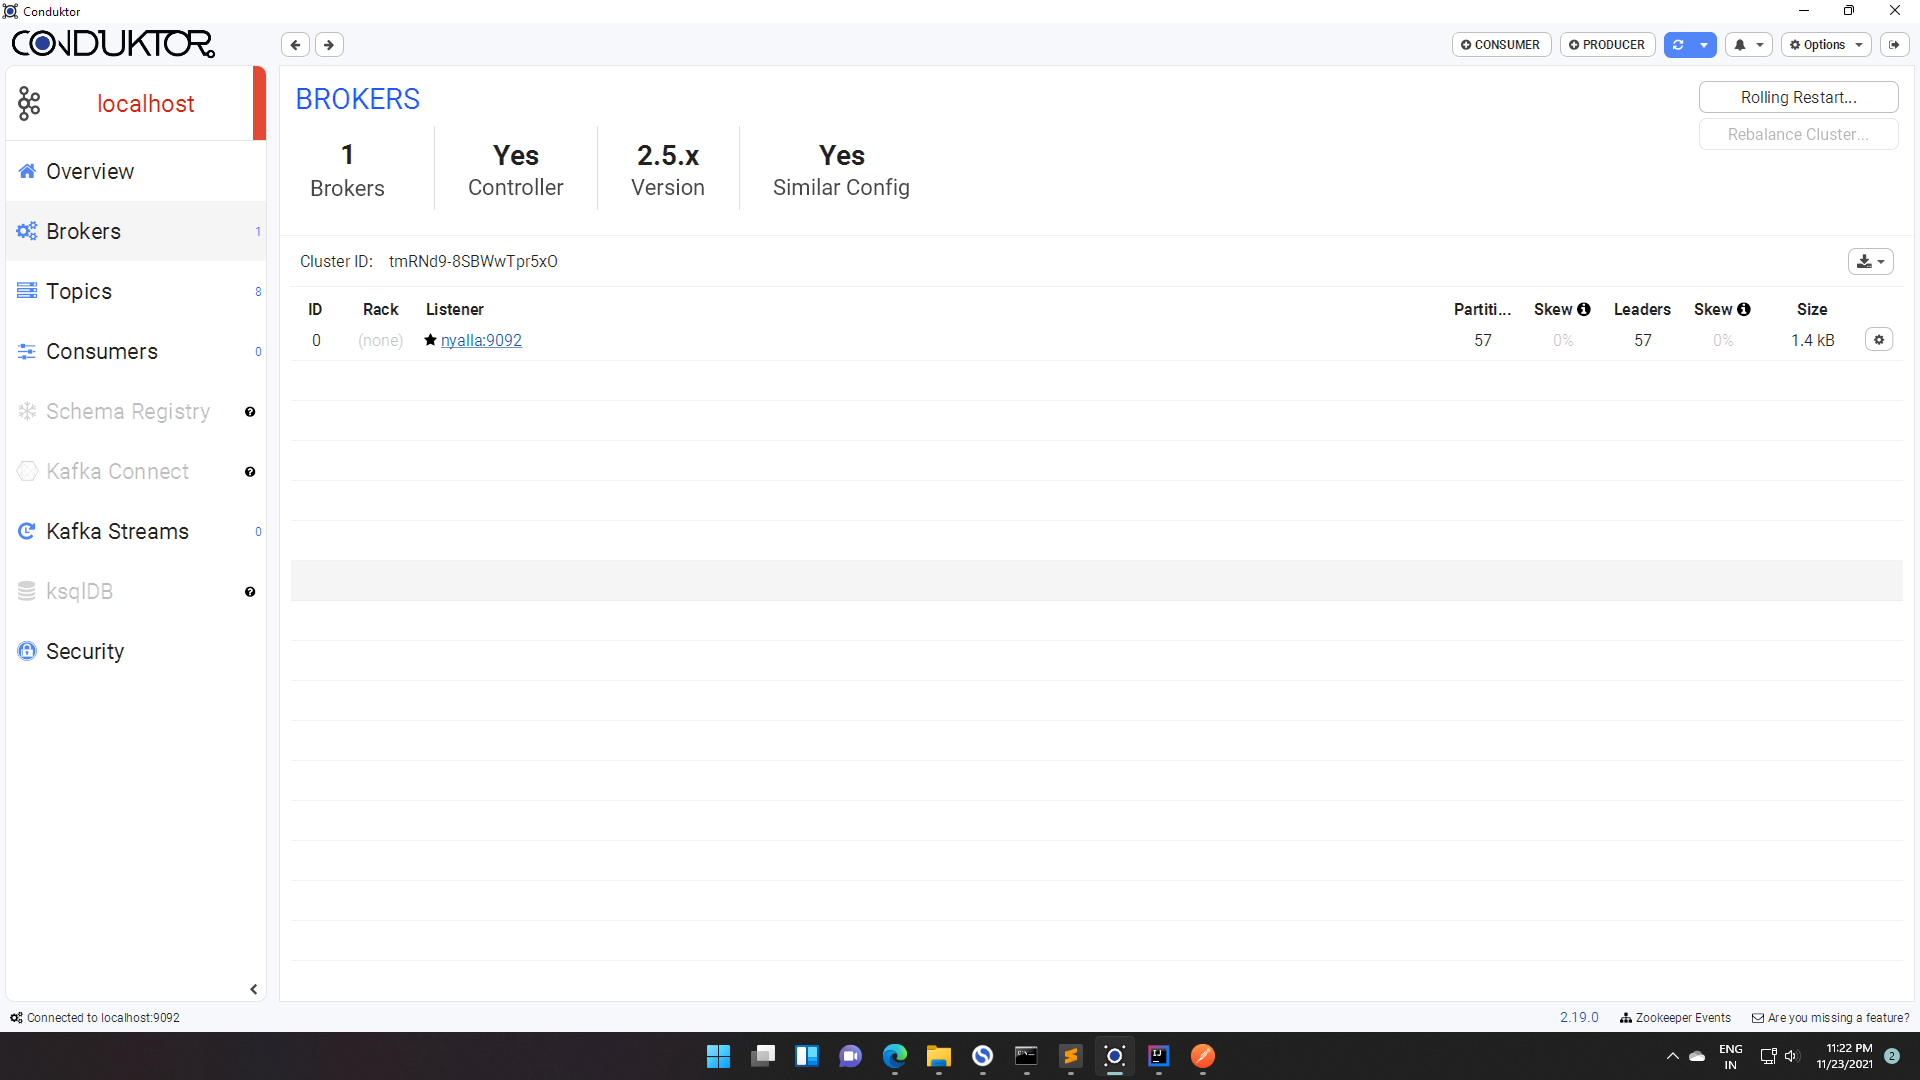 Conduktor
CONDUKTOR
CONSUMER
PRODUCER
Options
localhost
Overview
Brokers 1
Topics 8
Consumers 0
Schema Registry
Kafka Connect
Kafka Streams 0
ksqlDB
Security
BROKERS
Rolling Restart...
Rebalance Cluster...
1 Yes 2.5.x Yes
Brokers Controller Version Similar Config
Cluster ID: tmRNd9-8SBWwTpr5xO
ID Rack Listener Partiti... Skew Leaders Skew Size
0 (none) nyalla:9092 57 0% 57 0% 1.4 kB
Connected to localhost:9092
2.19.0 Zookeeper Events Are you missing a feature?
ENG
IN
11:22 PM
11/23/2021
2